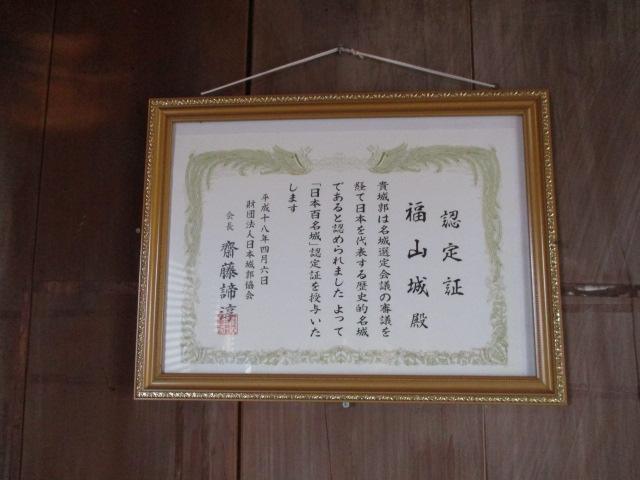 認定証
福山城殿
貴城郭は名城選定会議の審議を
経て日本を代表する歴史的名城
であると認められました よって
「日本百名城」認定証を授与いた
します
平成十八年四月六日
財団法人日本城郭協会
会長 齋藤諦淳